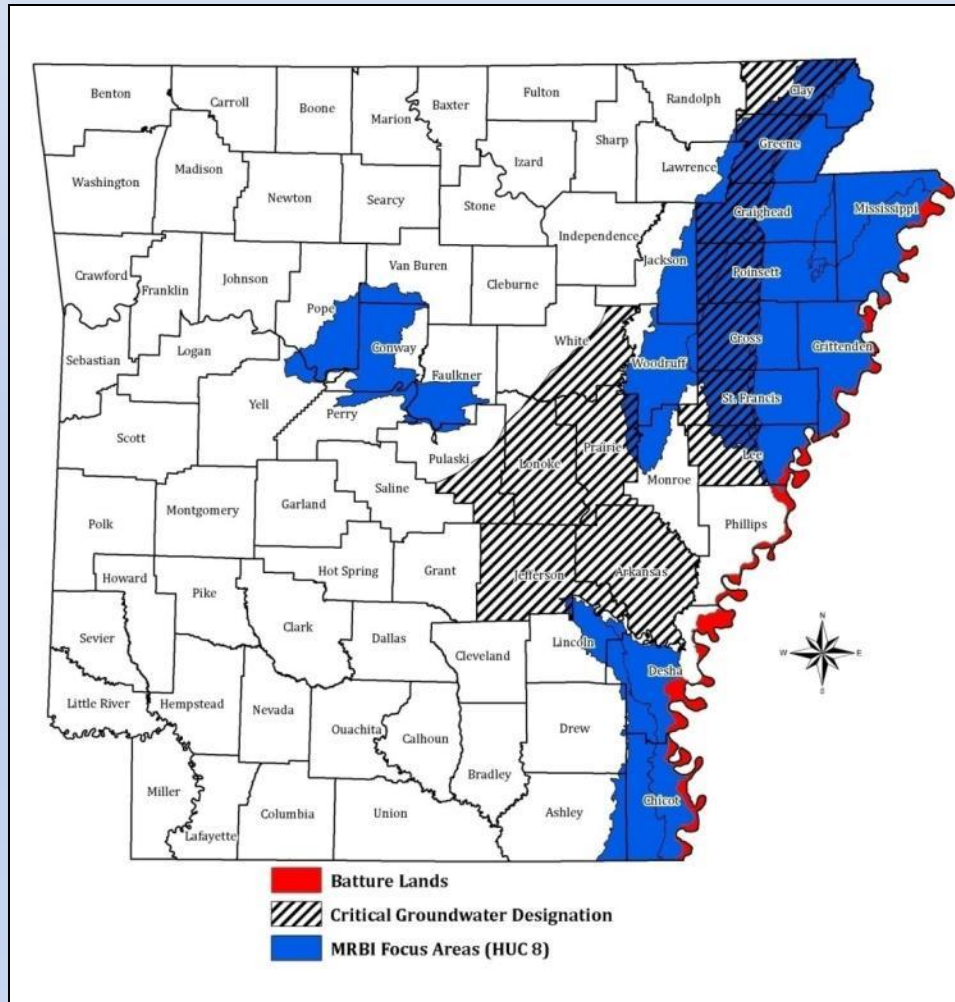 Benton
Carroll
Boone
Marion
Baxter
Fulton
Randolph
Clay
Sharp
Izard
Greene
Lawrence
Washington
Madison
Newton
Searcy
Stone
Independence
Craighead
Mississippi
Jackson
Crawford
Franklin
Johnson
Van Buren
Cleburne
Poinsett
Pope
Sebastian
Logan
Conway
White
Cross
Crittenden
Woodruff
Faulkner
Yell
Perry
St. Francis
Scott
Pulaski
Lonoke
Prairie
Lee
Monroe
Saline
Garland
Montgomery
Polk
Phillips
Hot Spring
Grant
Jefferson
Arkansas
Howard
Pike
Clark
Dallas
Cleveland
Lincoln
N
W
E
S
Sevier
Desha
Little River
Hempstead
Nevada
Ouachita
Calhoun
Drew
Bradley
Miller
Lafayette
Columbia
Union
Ashley
Chicot
Batture Lands
Critical Groundwater Designation
MRBI Focus Areas (HUC 8)